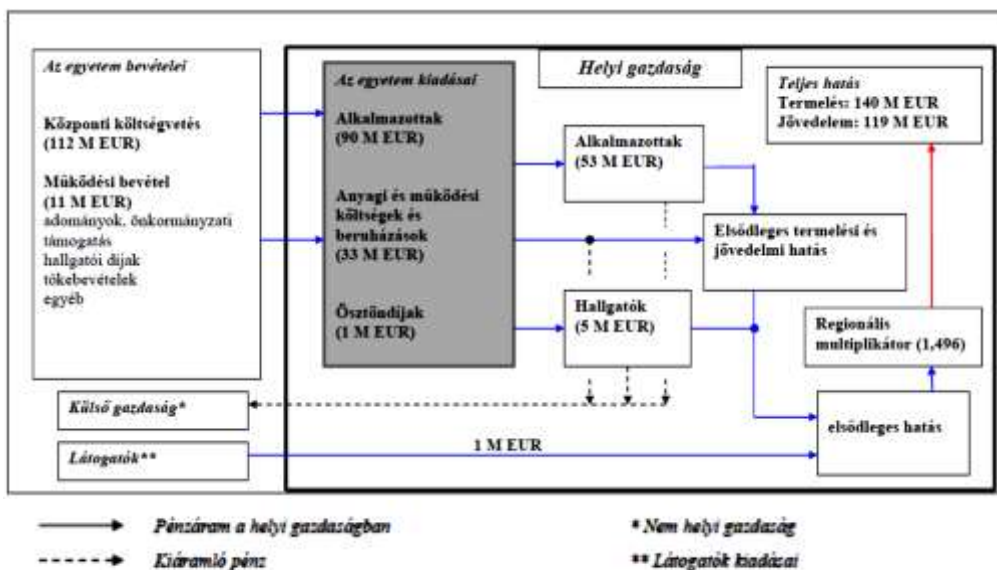 Az egyetem bevételei
Központi költségvetés
(112 M EUR)
Működési bevétel
(11 M EUR)
adományok, önkormányzati
támogatás
hallgatói díjak
tőkebevételek
egyéb
Az egyetem kiadásai
Alkalmazottak
(90 M EUR)
Anyagi és működési
költségek és
beruházások
(33 M EUR)
Ösztöndíjak
(1 M EUR)
Helyi gazdaság
Alkalmazottak
(53 M EUR)
Hallgatók
(5 M EUR)
Elsődleges termelési és
jövedelmi hatás
Teljes hatás
Termelés: 140 M EUR
Jövedelem: 119 M EUR
Regionális
multiplikátor (1,496)
elsődleges hatás
Külső gazdaság*
Látogatók**
1 M EUR
Pénzáram a helyi gazdaságban
* Nem helyi gazdaság
Kiáramló pénz
** Látogatók kiadásai